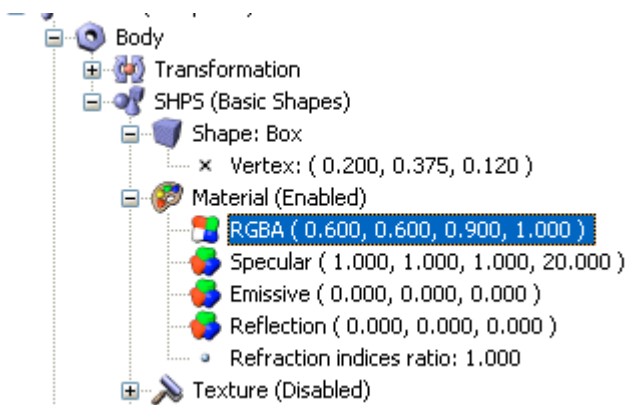 Body
Transformation
SHPS (Basic Shapes)
Shape: Box
Vertex: ( 0.200, 0.375, 0.120 )
Material (Enabled)
RGBA ( 0.600, 0.600, 0.900, 1.000 )
Specular ( 1.000, 1.000, 1.000, 20.000 )
Emissive ( 0.000, 0.000, 0.000 )
Reflection ( 0.000, 0.000, 0.000 )
Refraction indices ratio: 1.000
Texture (Disabled)